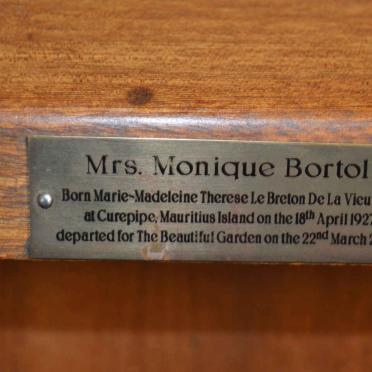 Mrs. Monique Bortol
Born Marie-Madeleine Therese Le Breton De La Vieu
at Curepipe, Mauritius Island on the 18th April 1927
departed for The Beautiful Garden on the 22nd March 2